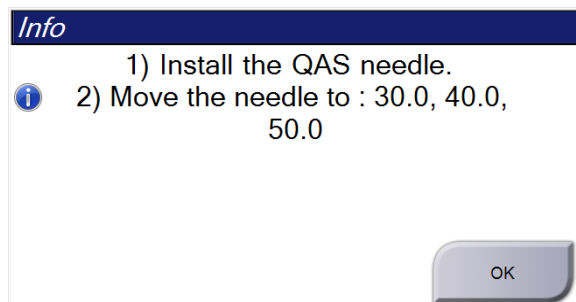 Info
1) Install the QAS needle.
2) Move the needle to : 30.0, 40.0,
50.0
OK